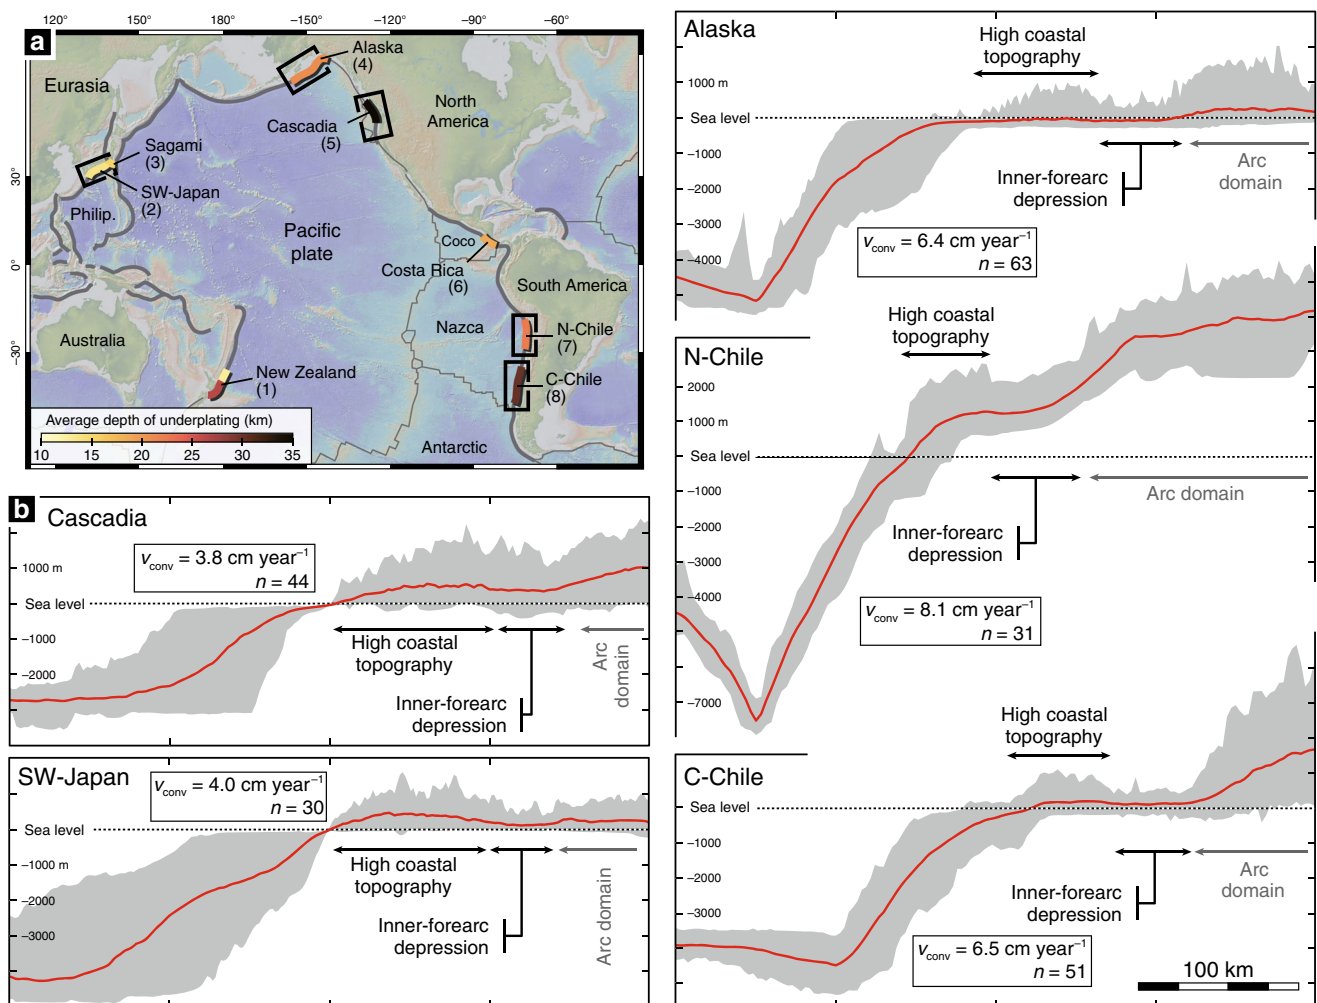 120°
150°
180°
−150°
−120°
−90°
−60°
a
Eurasia
Alaska
(4)
North
America
Cascadia
(5)
Sagami
(3)
SW-Japan
(2)
30°
Philip.
Pacific
plate
Coco
0°
Costa Rica
(6)
South America
Nazca
N-Chile
(7)
Australia
−30°
New Zealand
(1)
C-Chile
(8)
Antarctic
Average depth of underplating (km)
10 15 20 25 30 35
b
Cascadia
vconv = 3.8 cm year−1
n = 44
1000 m
Sea level
−1000
−2000
High coastal
topography
Inner-forearc
depression
Arc
domain
SW-Japan
vconv = 4.0 cm year−1
n = 30
Sea level
−1000 m
−2000
−3000
High coastal
topography
Inner-forearc
depression
Arc domain
Alaska
High coastal
topography
1000 m
Sea level
−1000
−2000
−3000
−4000
Inner-forearc
depression
Arc
domain
vconv = 6.4 cm year−1
n = 63
N-Chile
High coastal
topography
2000
1000 m
Sea level
−1000
−2000
−3000
−4000
−7000
Arc domain
Inner-forearc
depression
vconv = 8.1 cm year−1
n = 31
C-Chile
High coastal
topography
Sea level
−1000
−2000
−3000
Inner-forearc
depression
Arc
domain
vconv = 6.5 cm year−1
n = 51
100 km